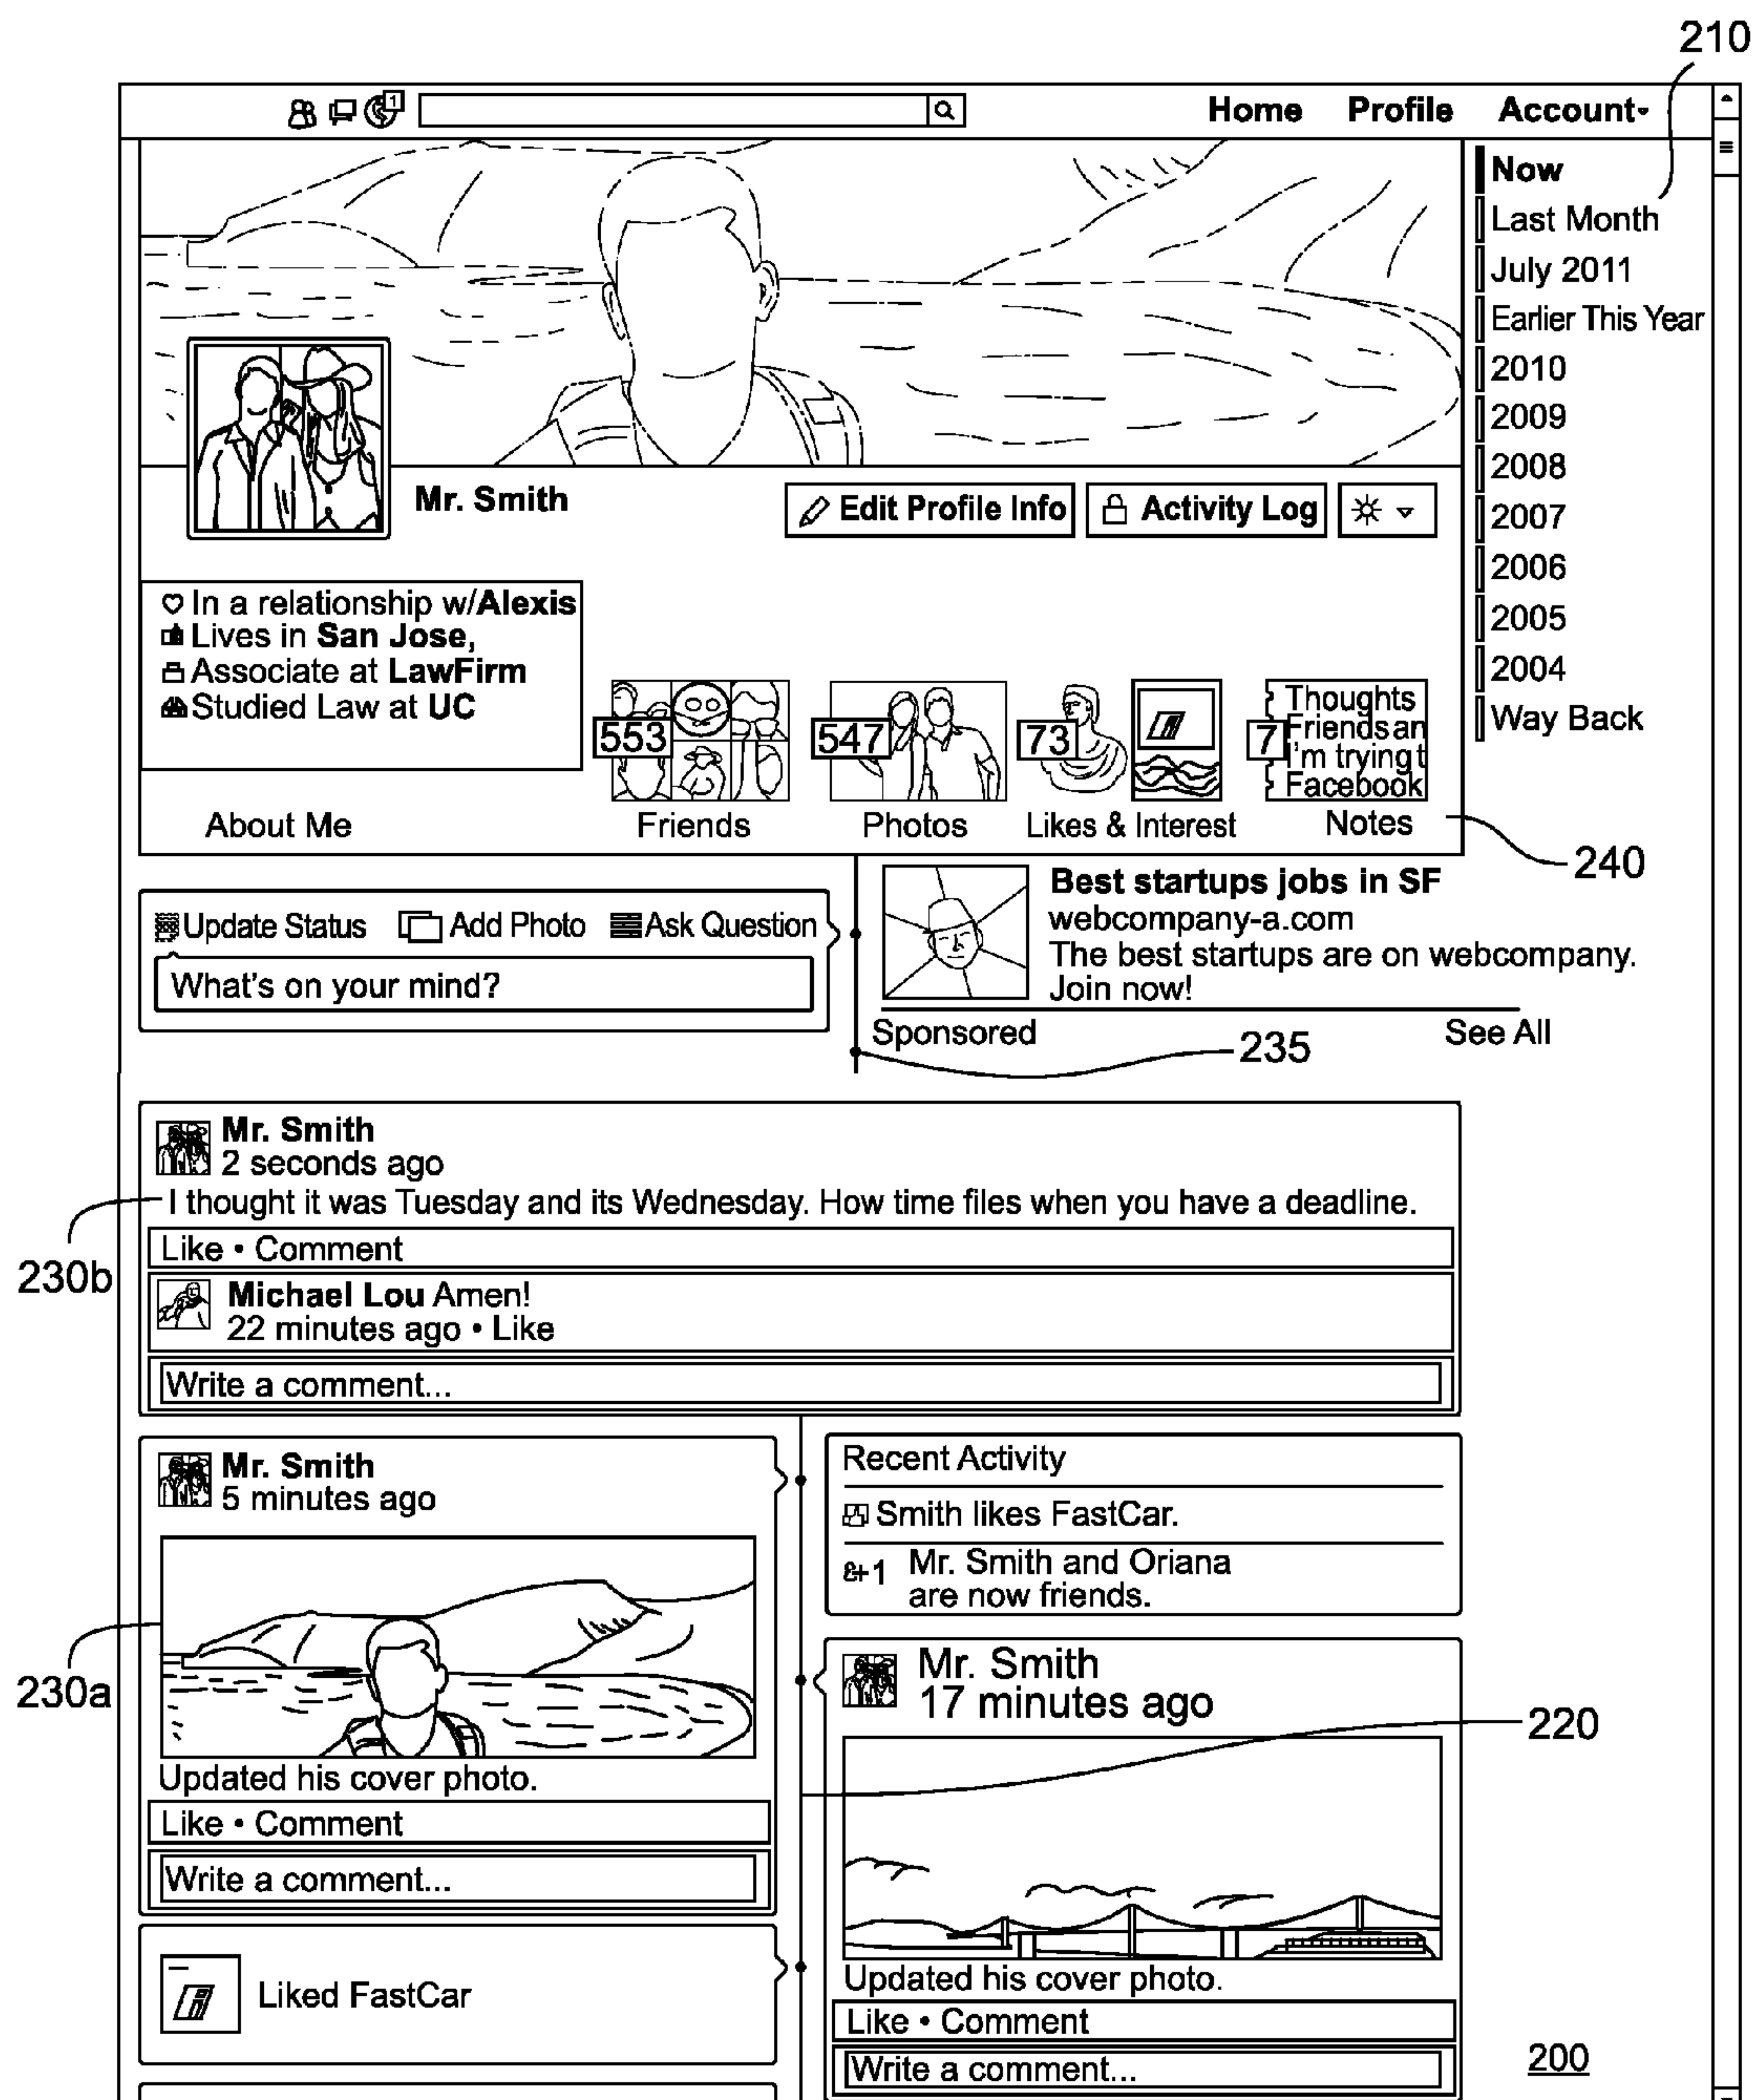 210
1
Home Profile Account
Now
Last Month
July 2011
Earlier This Year
2010
2009
2008
2007
2006
2005
2004
Way Back
Mr. Smith
Edit Profile Info
Activity Log
In a relationship w/Alexis
Lives in San Jose,
Associate at LawFirm
Studied Law at UC
About Me
553
Friends
547
Photos
73
Likes & Interest
7
Thoughts
Friends an
I'm trying t
Facebook
Notes
240
Update Status Add Photo Ask Question
What's on your mind?
Best startups jobs in SF
webcompany-a.com
The best startups are on webcompany.
Join now!
Sponsored See All
235
Mr. Smith
2 seconds ago
I thought it was Tuesday and its Wednesday. How time files when you have a deadline.
230b
Like • Comment
Michael Lou Amen!
22 minutes ago • Like
Write a comment...
Mr. Smith
5 minutes ago
230a
Updated his cover photo.
Like • Comment
Write a comment...
Liked FastCar
Recent Activity
Smith likes FastCar.
&+1 Mr. Smith and Oriana
are now friends.
Mr. Smith
17 minutes ago
220
Updated his cover photo.
Like • Comment
Write a comment...
200